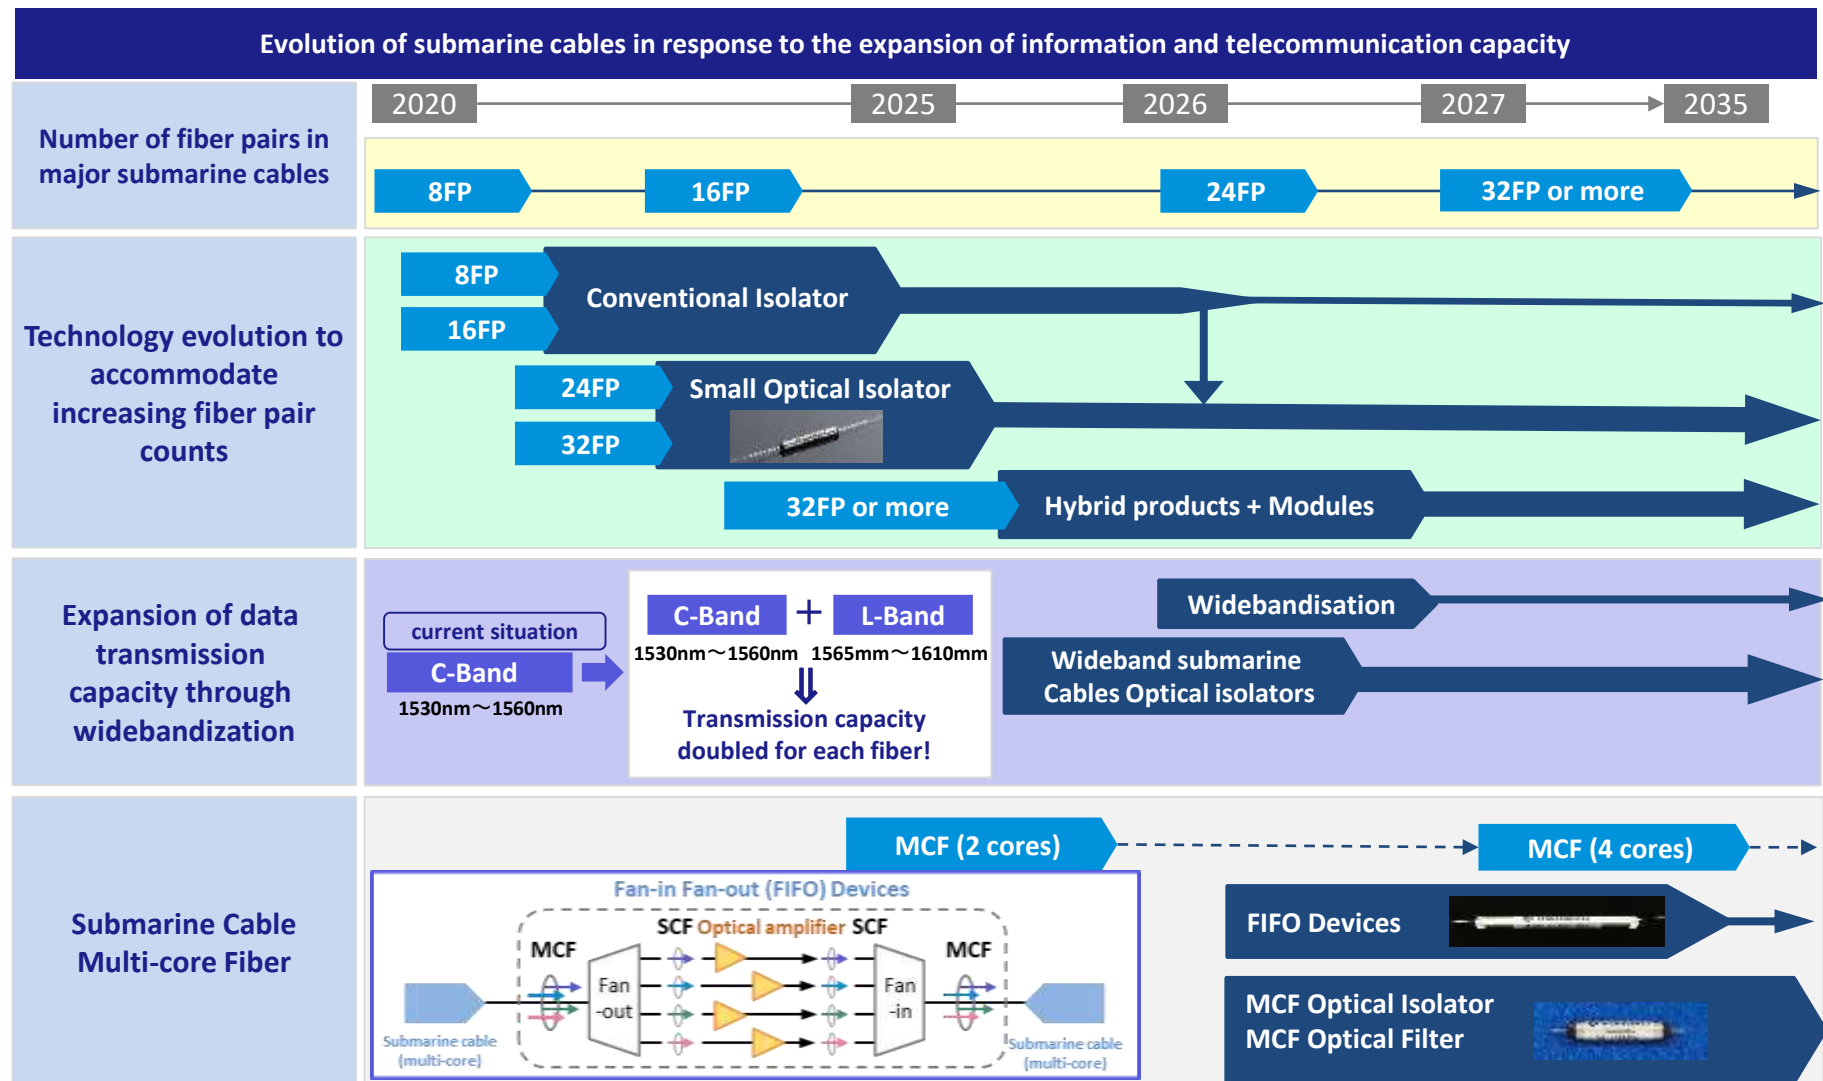 Evolution of submarine cables in response to the expansion of information and telecommunication capacity
2020
2025
2026
2027
2035
Number of fiber pairs in
major submarine cables
8FP
16FP
24FP
32FP or more
Technology evolution to
accommodate
increasing fiber pair
counts
8FP
16FP
Conventional Isolator
24FP
32FP
Small Optical Isolator
32FP or more
Hybrid products + Modules
Expansion of data
transmission
capacity through
widebandization
current situation
C-Band
1530nm～1560nm
C-Band + L-Band
1530nm～1560nm 1565mm～1610mm
⇓
Transmission capacity
doubled for each fiber!
Widebandisation
Wideband submarine
Cables Optical isolators
Submarine Cable
Multi-core Fiber
MCF (2 cores)
MCF (4 cores)
Fan-in Fan-out (FIFO) Devices
SCF Optical amplifier SCF
MCF
MCF
Fan
-out
Fan
-in
Submarine cable
(multi-core)
Submarine cable
(multi-core)
FIFO Devices
MCF Optical Isolator
MCF Optical Filter